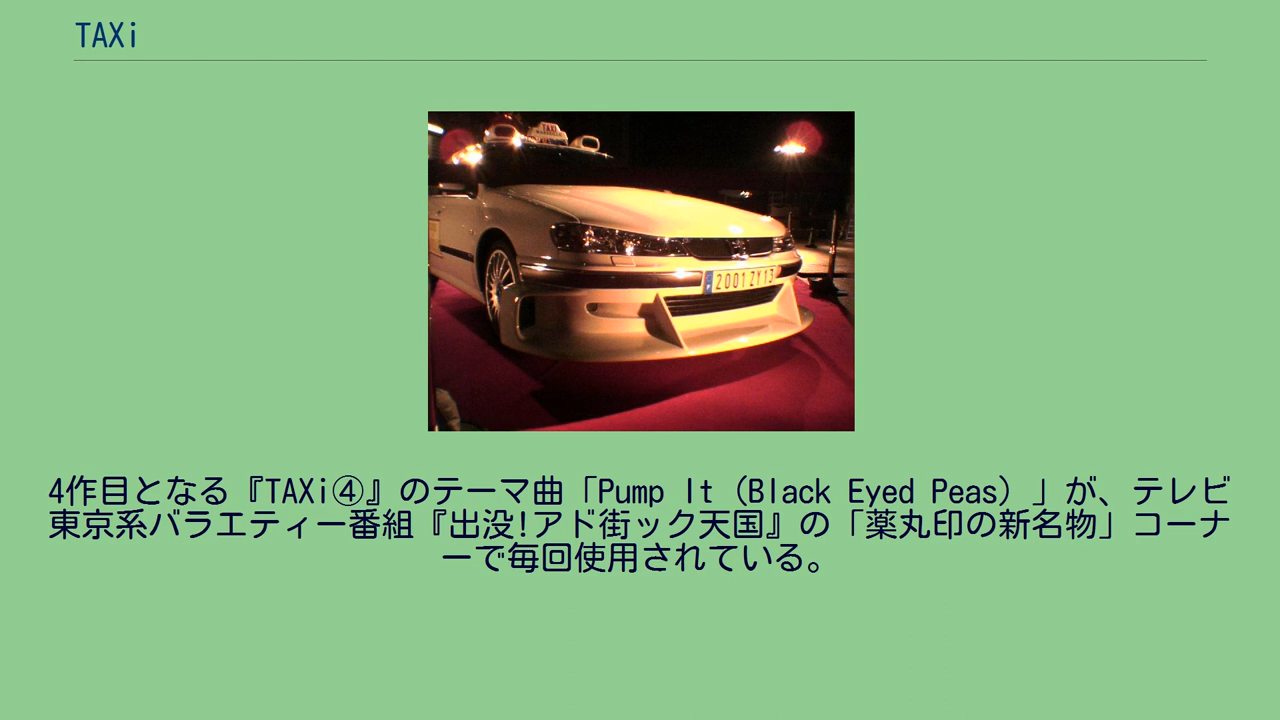 TAXi
TAXI
2001 ZY 13
4作目となる『TAXi④』のテーマ曲「Pump It（Black Eyed Peas）」が、テレビ
東京系バラエティー番組『出没!アド街ック天国』の「薬丸印の新名物」コーナ
ーで毎回使用されている。